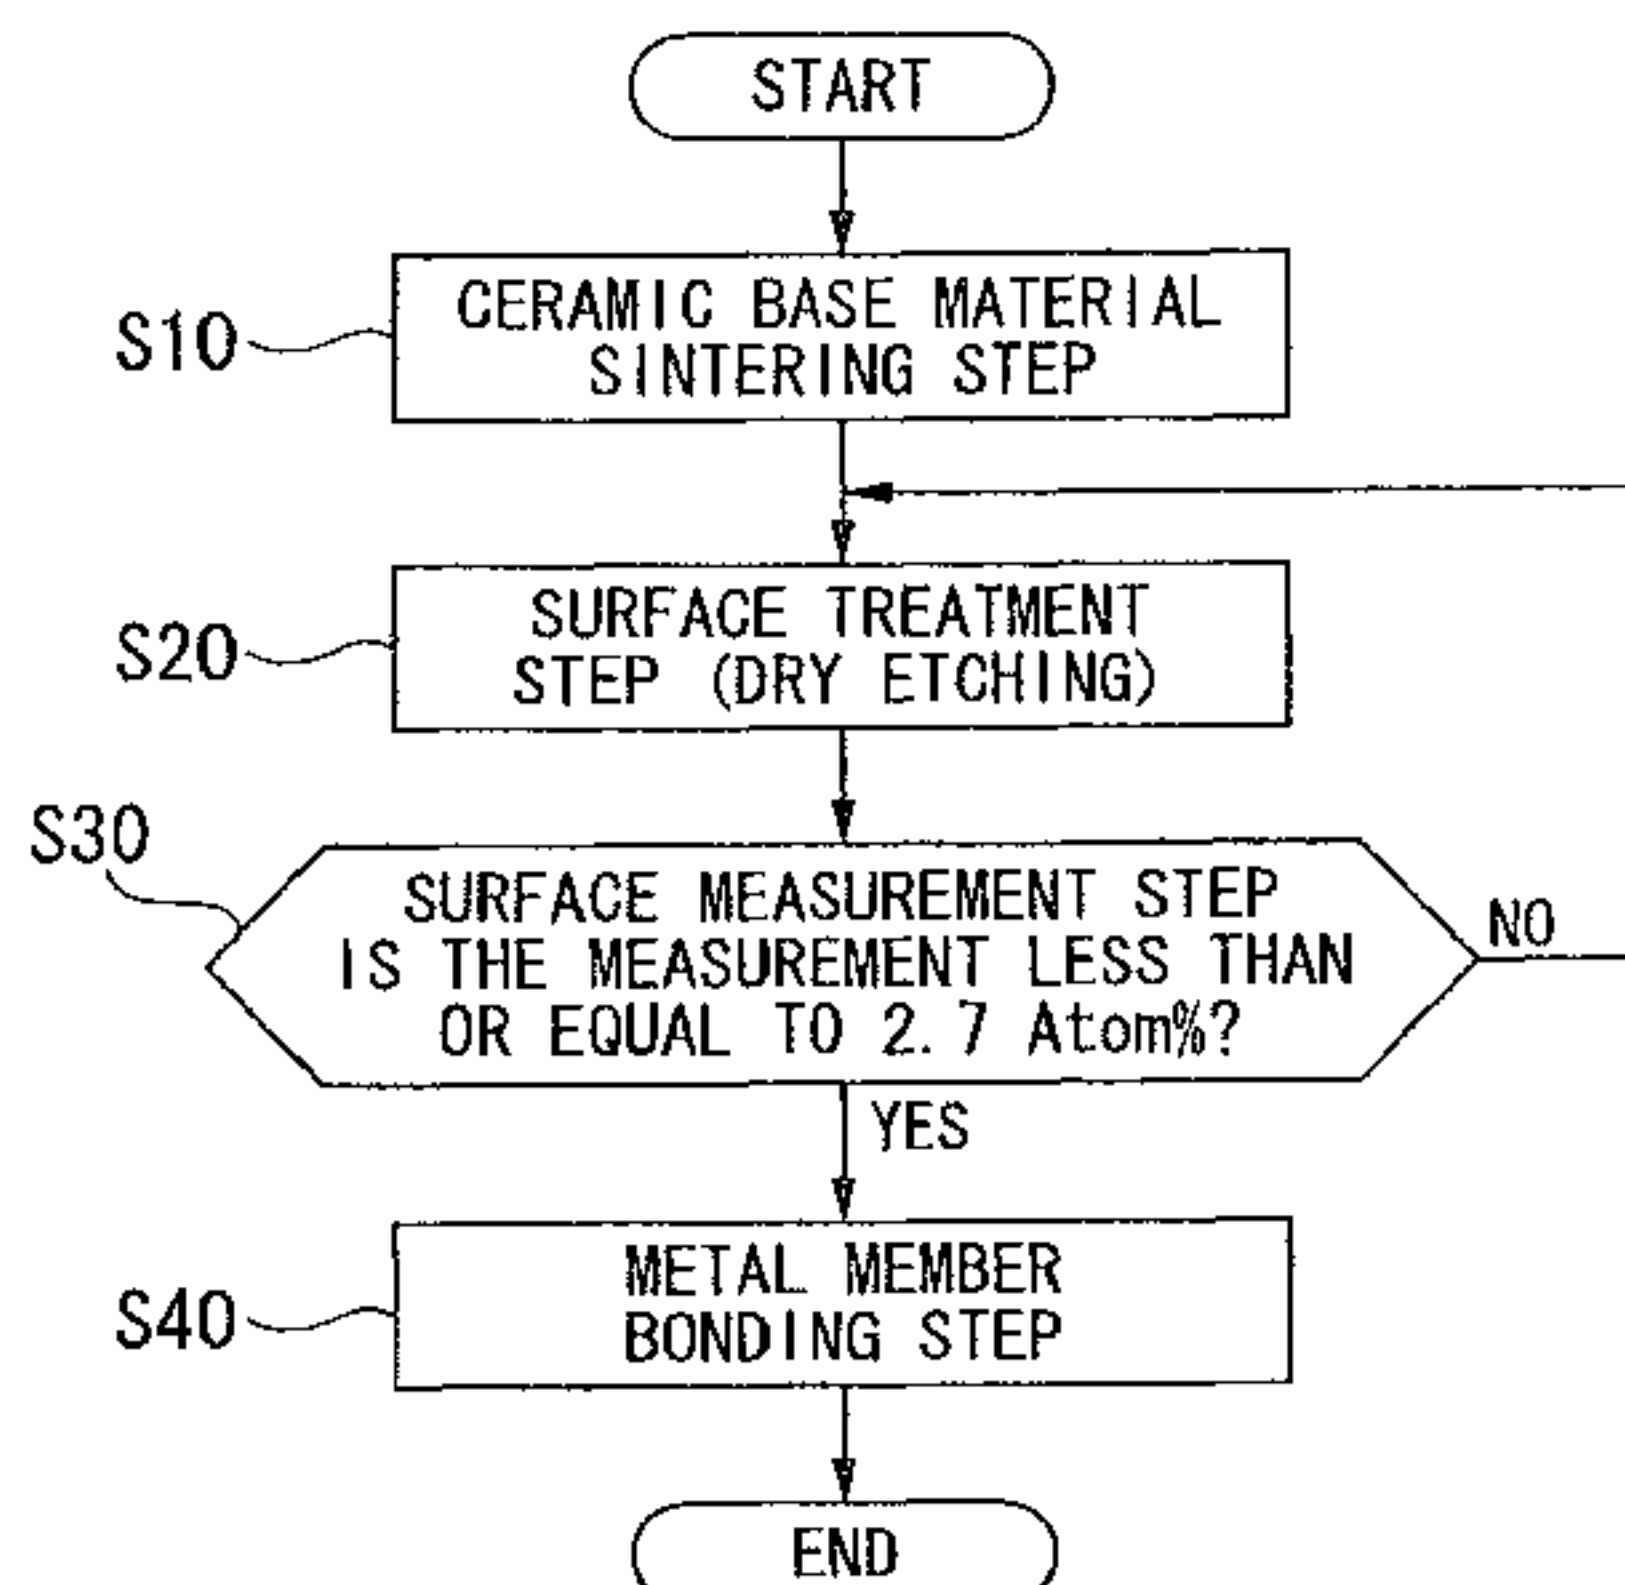 START
S10
CERAMIC BASE MATERIAL
SINTERING STEP
S20
SURFACE TREATMENT
STEP (DRY ETCHING)
S30
SURFACE MEASUREMENT STEP
IS THE MEASUREMENT LESS THAN
OR EQUAL TO 2.7 Atom%?
NO
YES
S40
METAL MEMBER
BONDING STEP
END